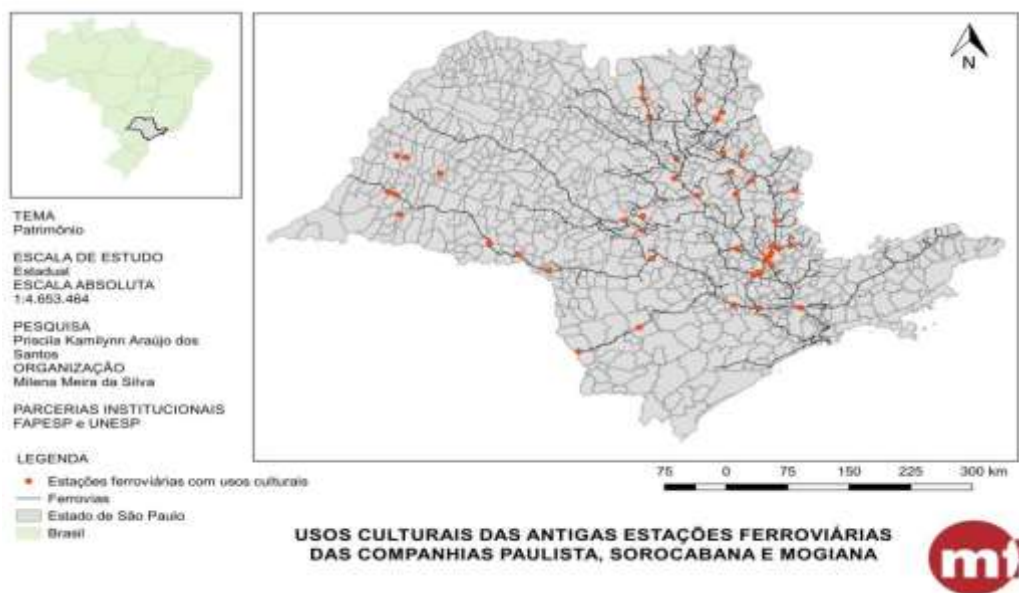 N
TEMA
Patrimônio
ESCALA DE ESTUDO
Estadual
ESCALA ABSOLUTA
1:4.653.464
PESQUISA
Priscila Kamilynn Araújo dos
Santos
ORGANIZAÇÃO
Milena Meira da Silva
PARCERIAS INSTITUCIONAIS
FAPESP e UNESP
LEGENDA
Estações ferroviárias com usos culturais
Ferrovias
Estado de São Paulo
Brasil
75 0 75 150 225 300 km
USOS CULTURAIS DAS ANTIGAS ESTAÇÕES FERROVIÁRIAS
DAS COMPANHIAS PAULISTA, SOROCABANA E MOGIANA